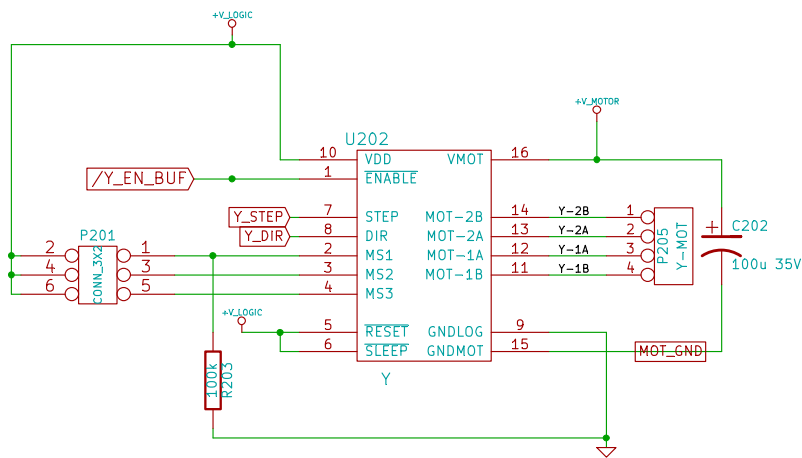 +V_LOGIC
+V_MOTOR
U202
10 VDD VMOT 16
/Y_EN_BUF 1 ENABLE
Y_STEP 7 STEP MOT-2B 14 Y-2B 1
Y_DIR 8 DIR MOT-2A 13 Y-2A 2
P201
2 1 2 MS1 MOT-1A 12 Y-1A 3
4 3 3 MS2 MOT-1B 11 Y-1B 4
6 5 4 MS3
CONN_3X2
P205
Y-MOT
+
C202
100u 35V
+V_LOGIC
5 RESET GNDLOG 9
6 SLEEP GNDMOT 15 MOT_GND
Y
100k
R203